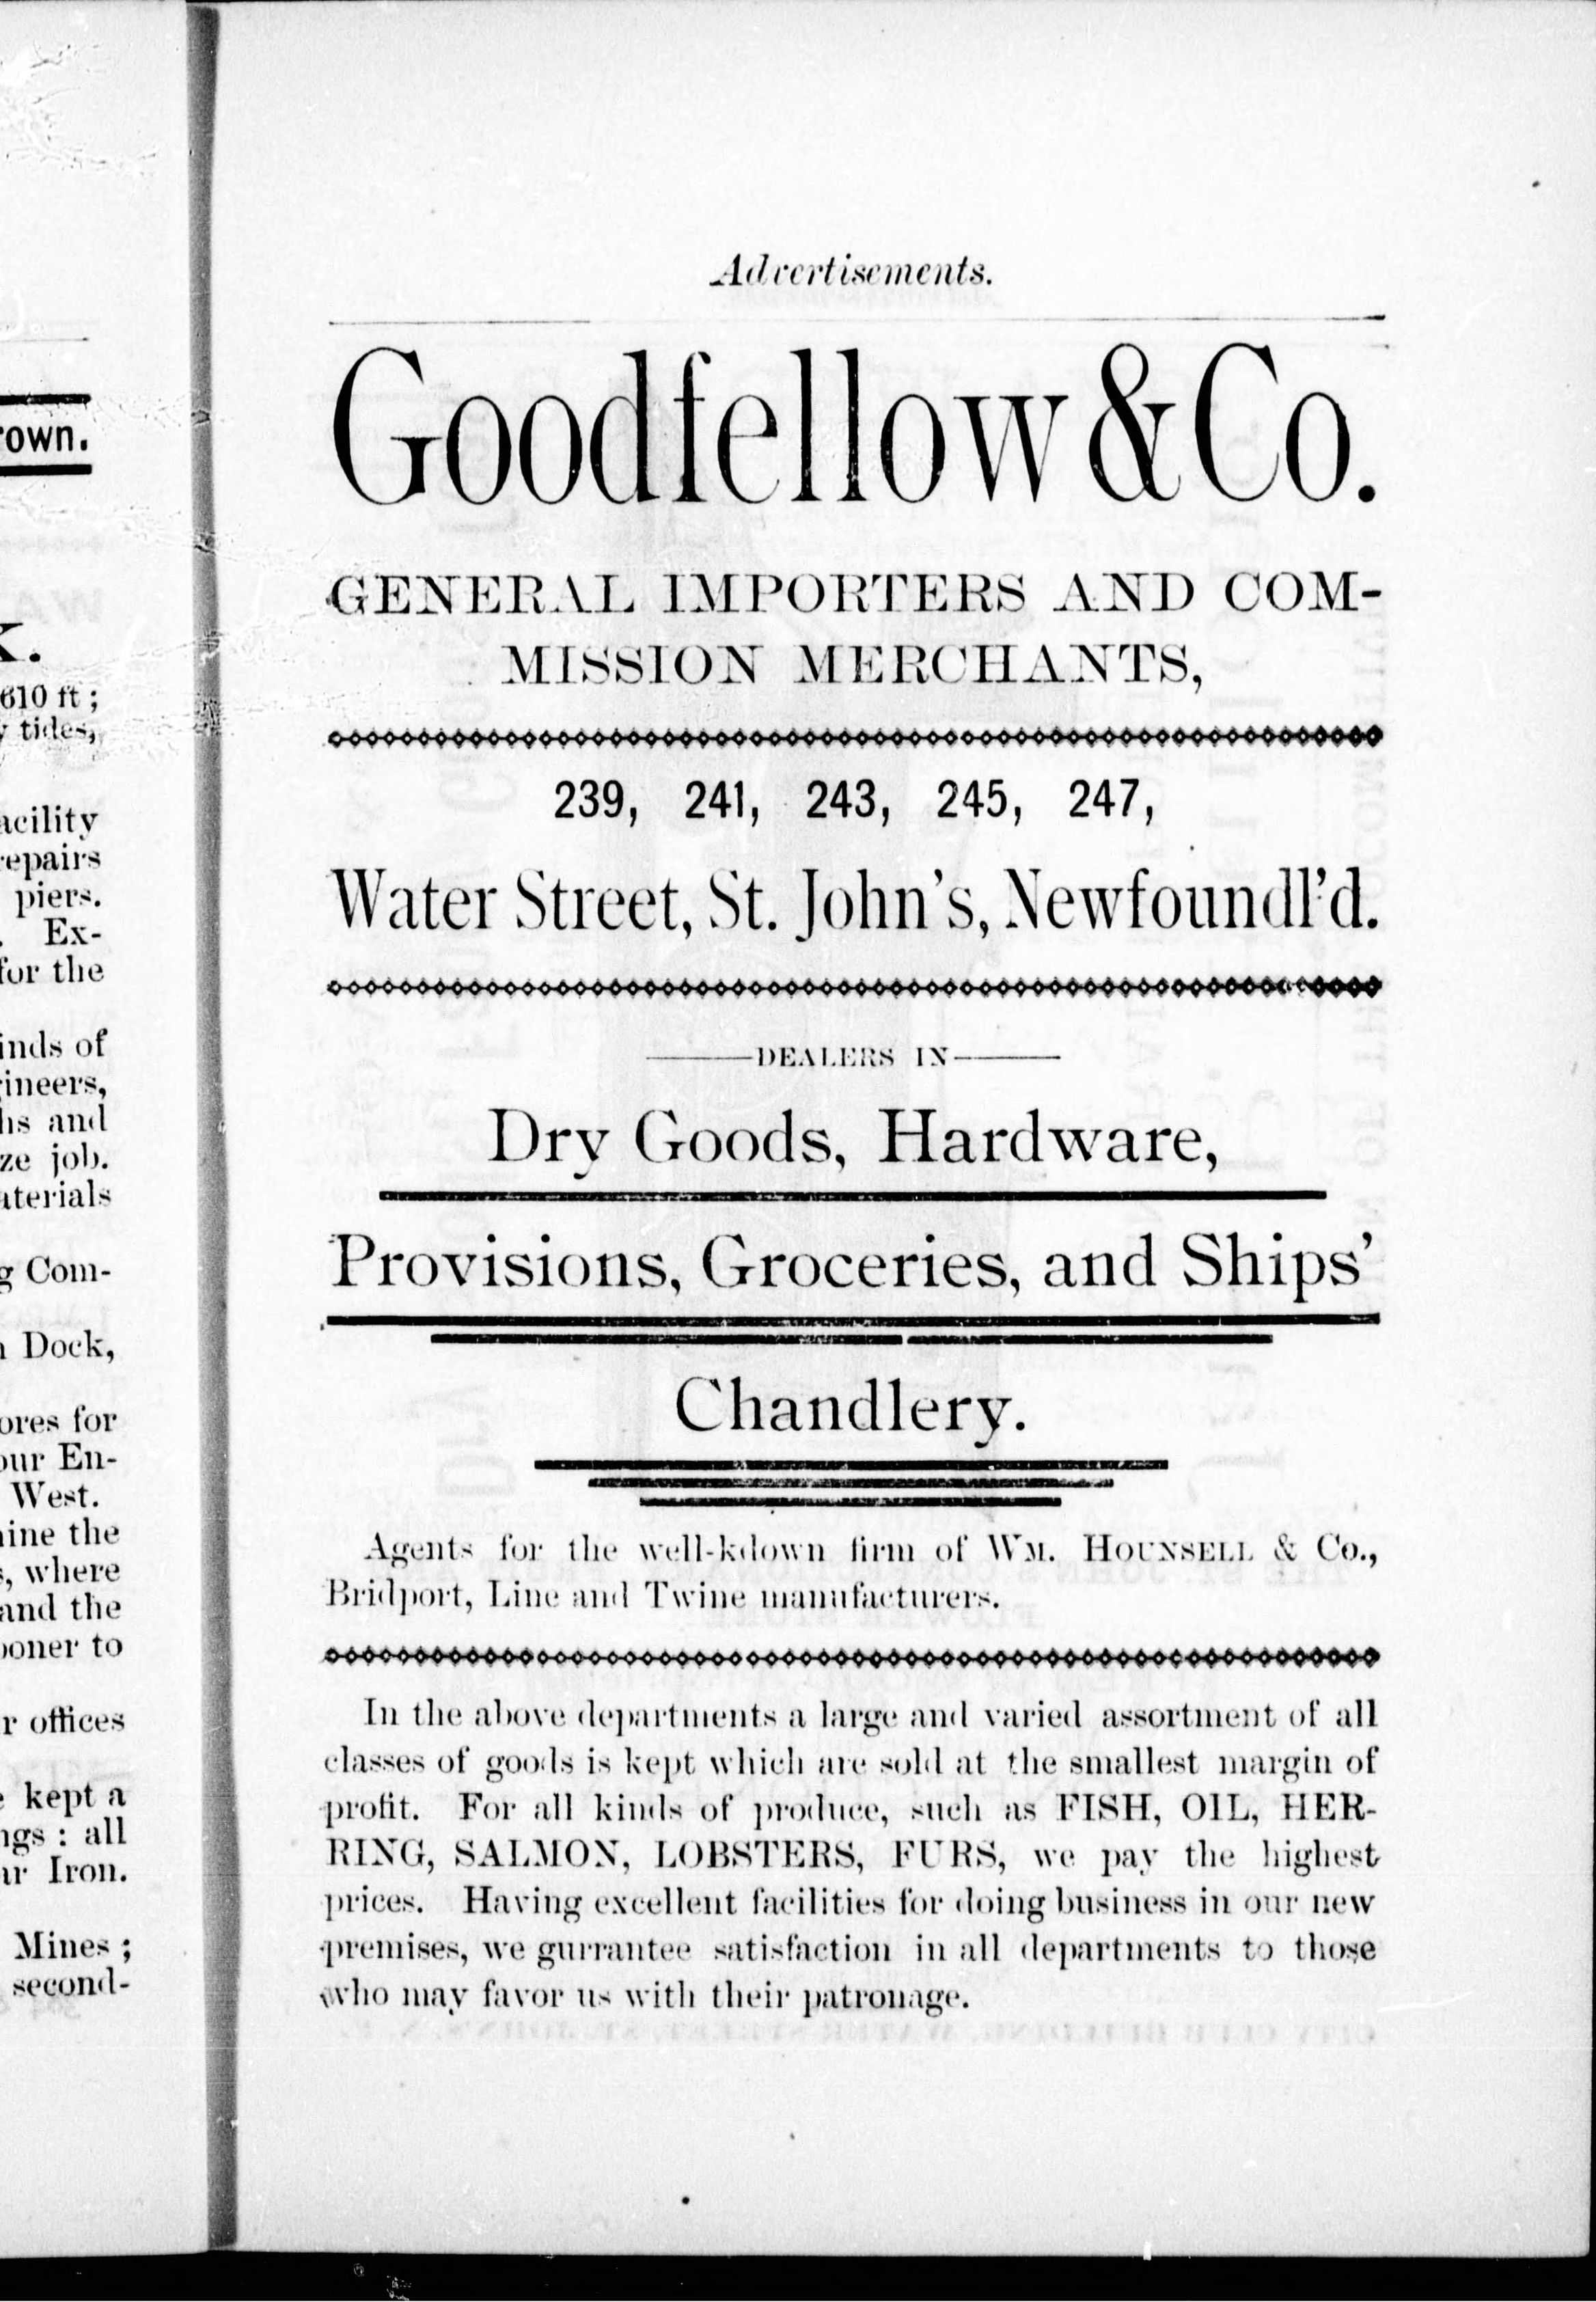 rown.
K.
610 ft ;
y tides,
acility
repairs
piers.
. Ex-
for the
inds of
gineers,
hs and
ze job.
aterials
g Com-
n Dock,
ores for
our En-
West.
nine the
s, where
and the
ooner to
r offices
e kept a
ngs : all
ar Iron.
Mines ;
second-
Advertisements.
Goodfellow & Co.
GENERAL IMPORTERS AND COM-
MISSION MERCHANTS,
239, 241, 243, 245, 247,
Water Street, St. John's, Newfoundl'd.
DEALERS IN
Dry Goods, Hardware,
Provisions, Groceries, and Ships'
Chandlery.
Agents for the well-kdown firm of WM. HOUNSELL & Co.,
Bridport, Line and Twine manufacturers.
In the above departments a large and varied assortment of all
classes of goods is kept which are sold at the smallest margin of
profit. For all kinds of produce, such as FISH, OIL, HER-
RING, SALMON, LOBSTERS, FURS, we pay the highest
prices. Having excellent facilities for doing business in our new
premises, we gurrantee satisfaction in all departments to those
who may favor us with their patronage.